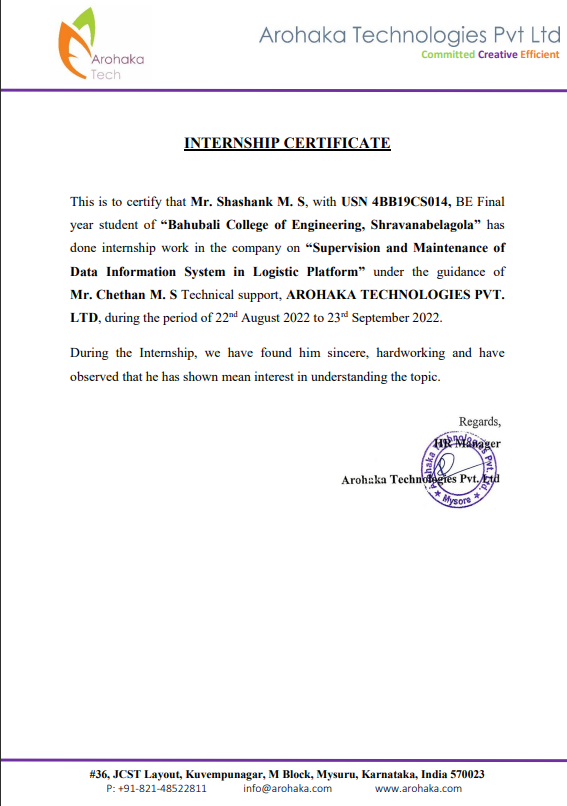 Arohaka
Tech
Arohaka Technologies Pvt Ltd
Committed Creative Efficient
INTERNSHIP CERTIFICATE
This is to certify that Mr. Shashank M. S, with USN 4BB19CS014, BE Final
year student of “Bahubali College of Engineering, Shravanabelagola” has
done internship work in the company on “Supervision and Maintenance of
Data Information System in Logistic Platform” under the guidance of
Mr. Chethan M. S Technical support, AROHAKA TECHNOLOGIES PVT.
LTD, during the period of 22nd August 2022 to 23rd September 2022.
During the Internship, we have found him sincere, hardworking and have
observed that he has shown mean interest in understanding the topic.
Regards,
HR Manager
Arohaka Technologies Pvt. Ltd
Arohaka Technologies Pvt. Ltd.
★ Mysore ★
#36, JCST Layout, Kuvempunagar, M Block, Mysuru, Karnataka, India 570023
P: +91-821-48522811 info@arohaka.com www.arohaka.com